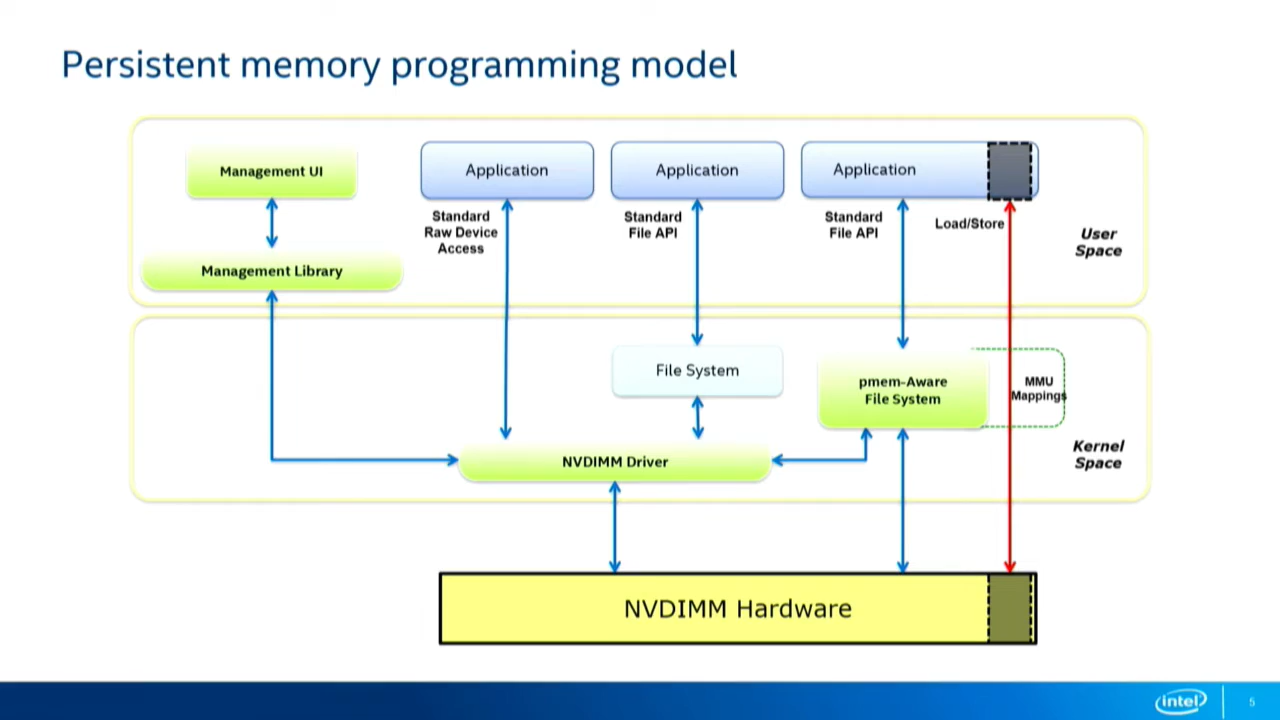 Persistent memory programming model
Management UI
Application
Application
Application
Standard
Raw Device
Access
Standard
File API
Standard
File API
Load/Store
User
Space
Management Library
File System
pmem-Aware
File System
MMU
Mappings
Kernel
Space
NVDIMM Driver
NVDIMM Hardware
intel
5